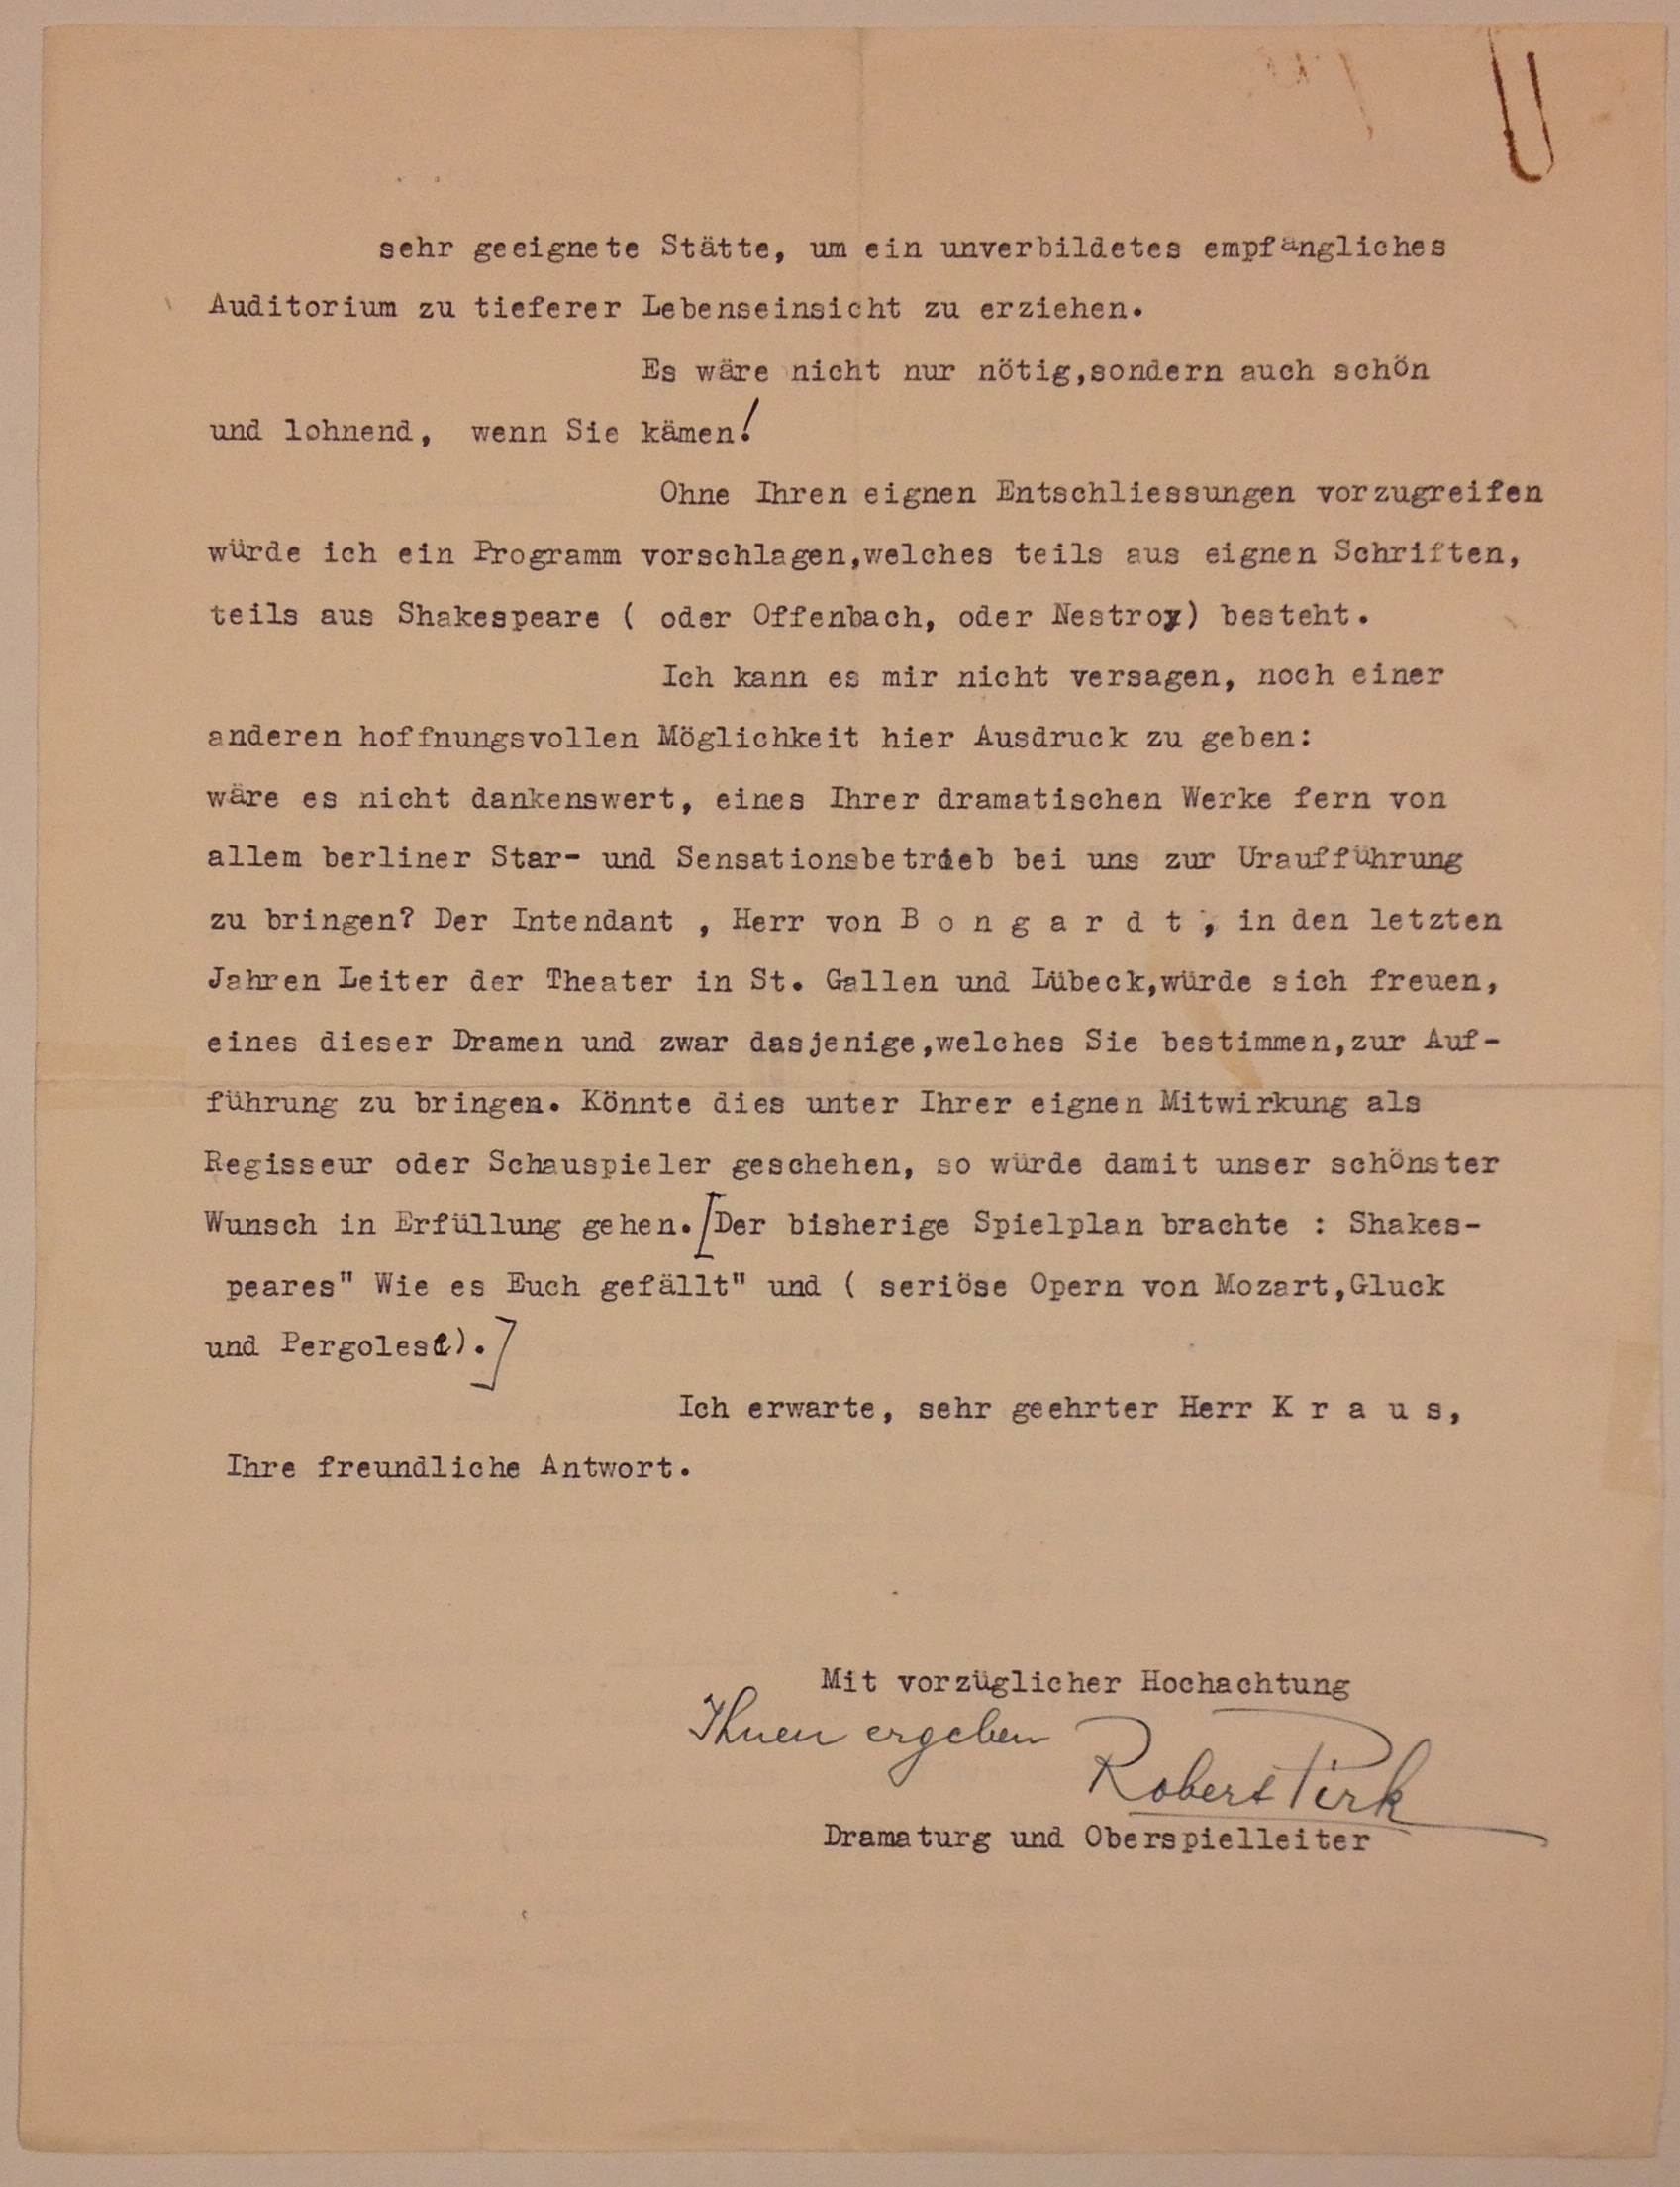 sehr geeignete Stätte, um ein unverbildetes empfängliches
Auditorium zu tieferer Lebenseinsicht zu erziehen.
Es wäre nicht nur nötig,sondern auch schön
und lohnend, wenn Sie kämen!
Ohne Ihren eignen Entschliessungen vorzugreifen
würde ich ein Programm vorschlagen,welches teils aus eignen Schriften,
teils aus Shakespeare ( oder Offenbach, oder Nestroy) besteht.
Ich kann es mir nicht versagen, noch einer
anderen hoffnungsvollen Möglichkeit hier Ausdruck zu geben:
wäre es nicht dankenswert, eines Ihrer dramatischen Werke fern von
allem berliner Star- und Sensationsbetrieb bei uns zur Uraufführung
zu bringen? Der Intendant , Herr von B o n g a r d t , in den letzten
Jahren Leiter der Theater in St. Gallen und Lübeck,würde sich freuen,
eines dieser Dramen und zwar dasjenige,welches Sie bestimmen,zur Auf-
führung zu bringen. Könnte dies unter Ihrer eignen Mitwirkung als
Regisseur oder Schauspieler geschehen, so würde damit unser schönster
Wunsch in Erfüllung gehen.[Der bisherige Spielplan brachte : Shakes-
peares" Wie es Euch gefällt" und ( seriöse Opern von Mozart,Gluck
und Pergolesi).]
Ich erwarte, sehr geehrter Herr K r a u s,
Ihre freundliche Antwort.
Mit vorzüglicher Hochachtung
Ihnen ergeben
Robert Pirk
Dramaturg und Oberspielleiter